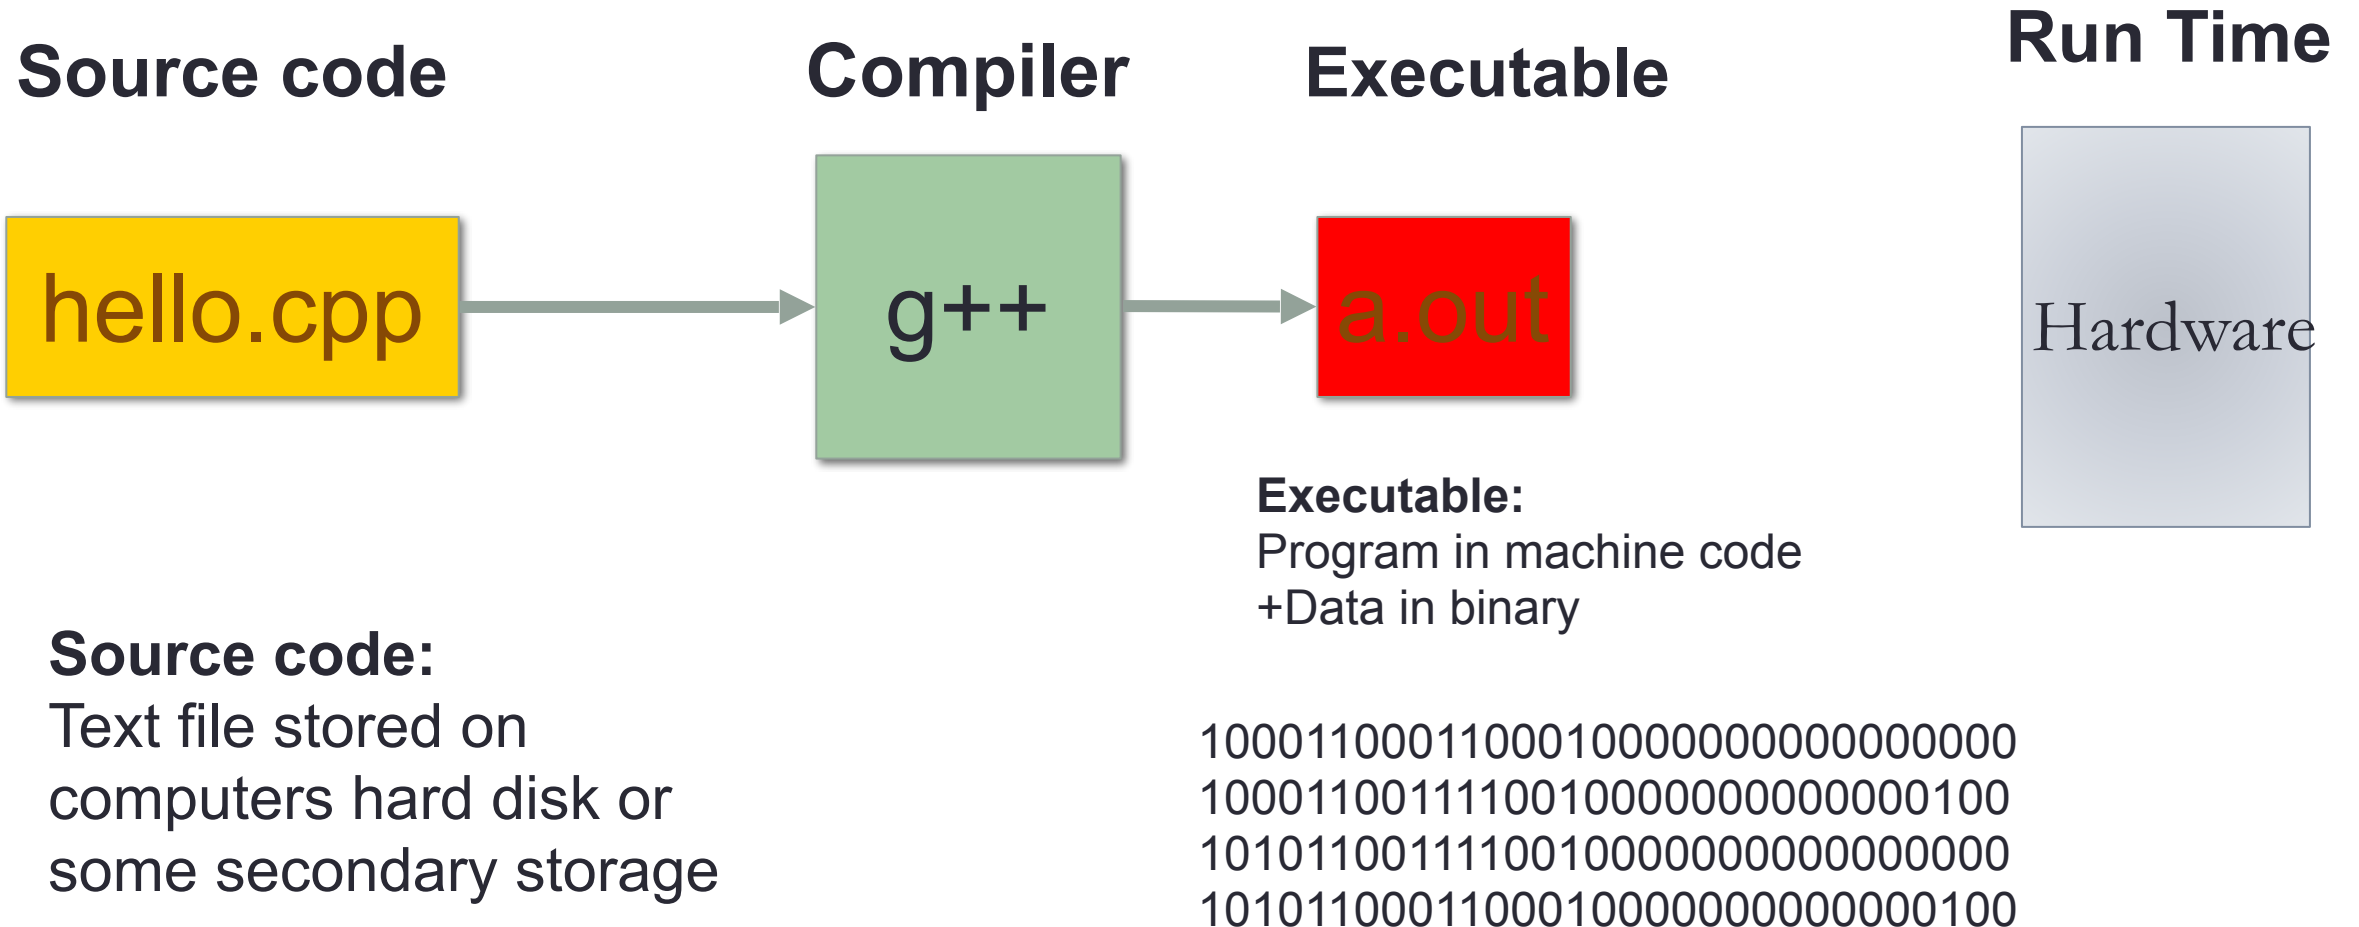 Source code
Compiler
Executable
Run Time
hello.cpp
g++
a.out
Hardware
Executable:
Program in machine code
+Data in binary
Source code:
Text file stored on
computers hard disk or
some secondary storage
10001100011000100000000000000000
10001100111100100000000000000100
10101100111100100000000000000000
10101100011000100000000000000100